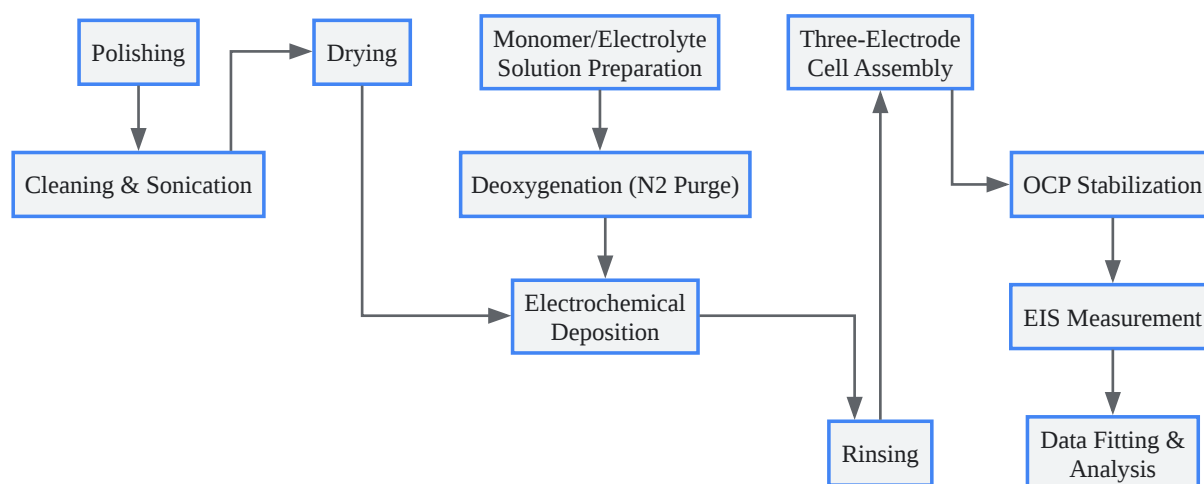 Polishing
Cleaning & Sonication
Drying
Monomer/Electrolyte
Solution Preparation
Deoxygenation (N2 Purge)
Electrochemical
Deposition
Rinsing
Three-Electrode
Cell Assembly
OCP Stabilization
EIS Measurement
Data Fitting &
Analysis